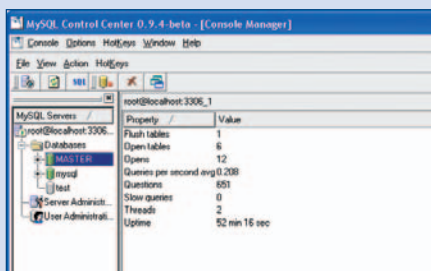 MySQL Control Center 0.9.4-beta - [Console Manager]
Console Options HotKeys Window Help
File View Action HotKeys
SQL
root@localhost:3306_1
MySQL Servers
Property Value
root@localhost:3306...
Databases
MASTER
mysql
test
Server Administr...
User Administrati...
Flush tables 1
Open tables 6
Opens 12
Queries per second avg 0.208
Questions 651
Slow queries 0
Threads 2
Uptime 52 min 16 sec